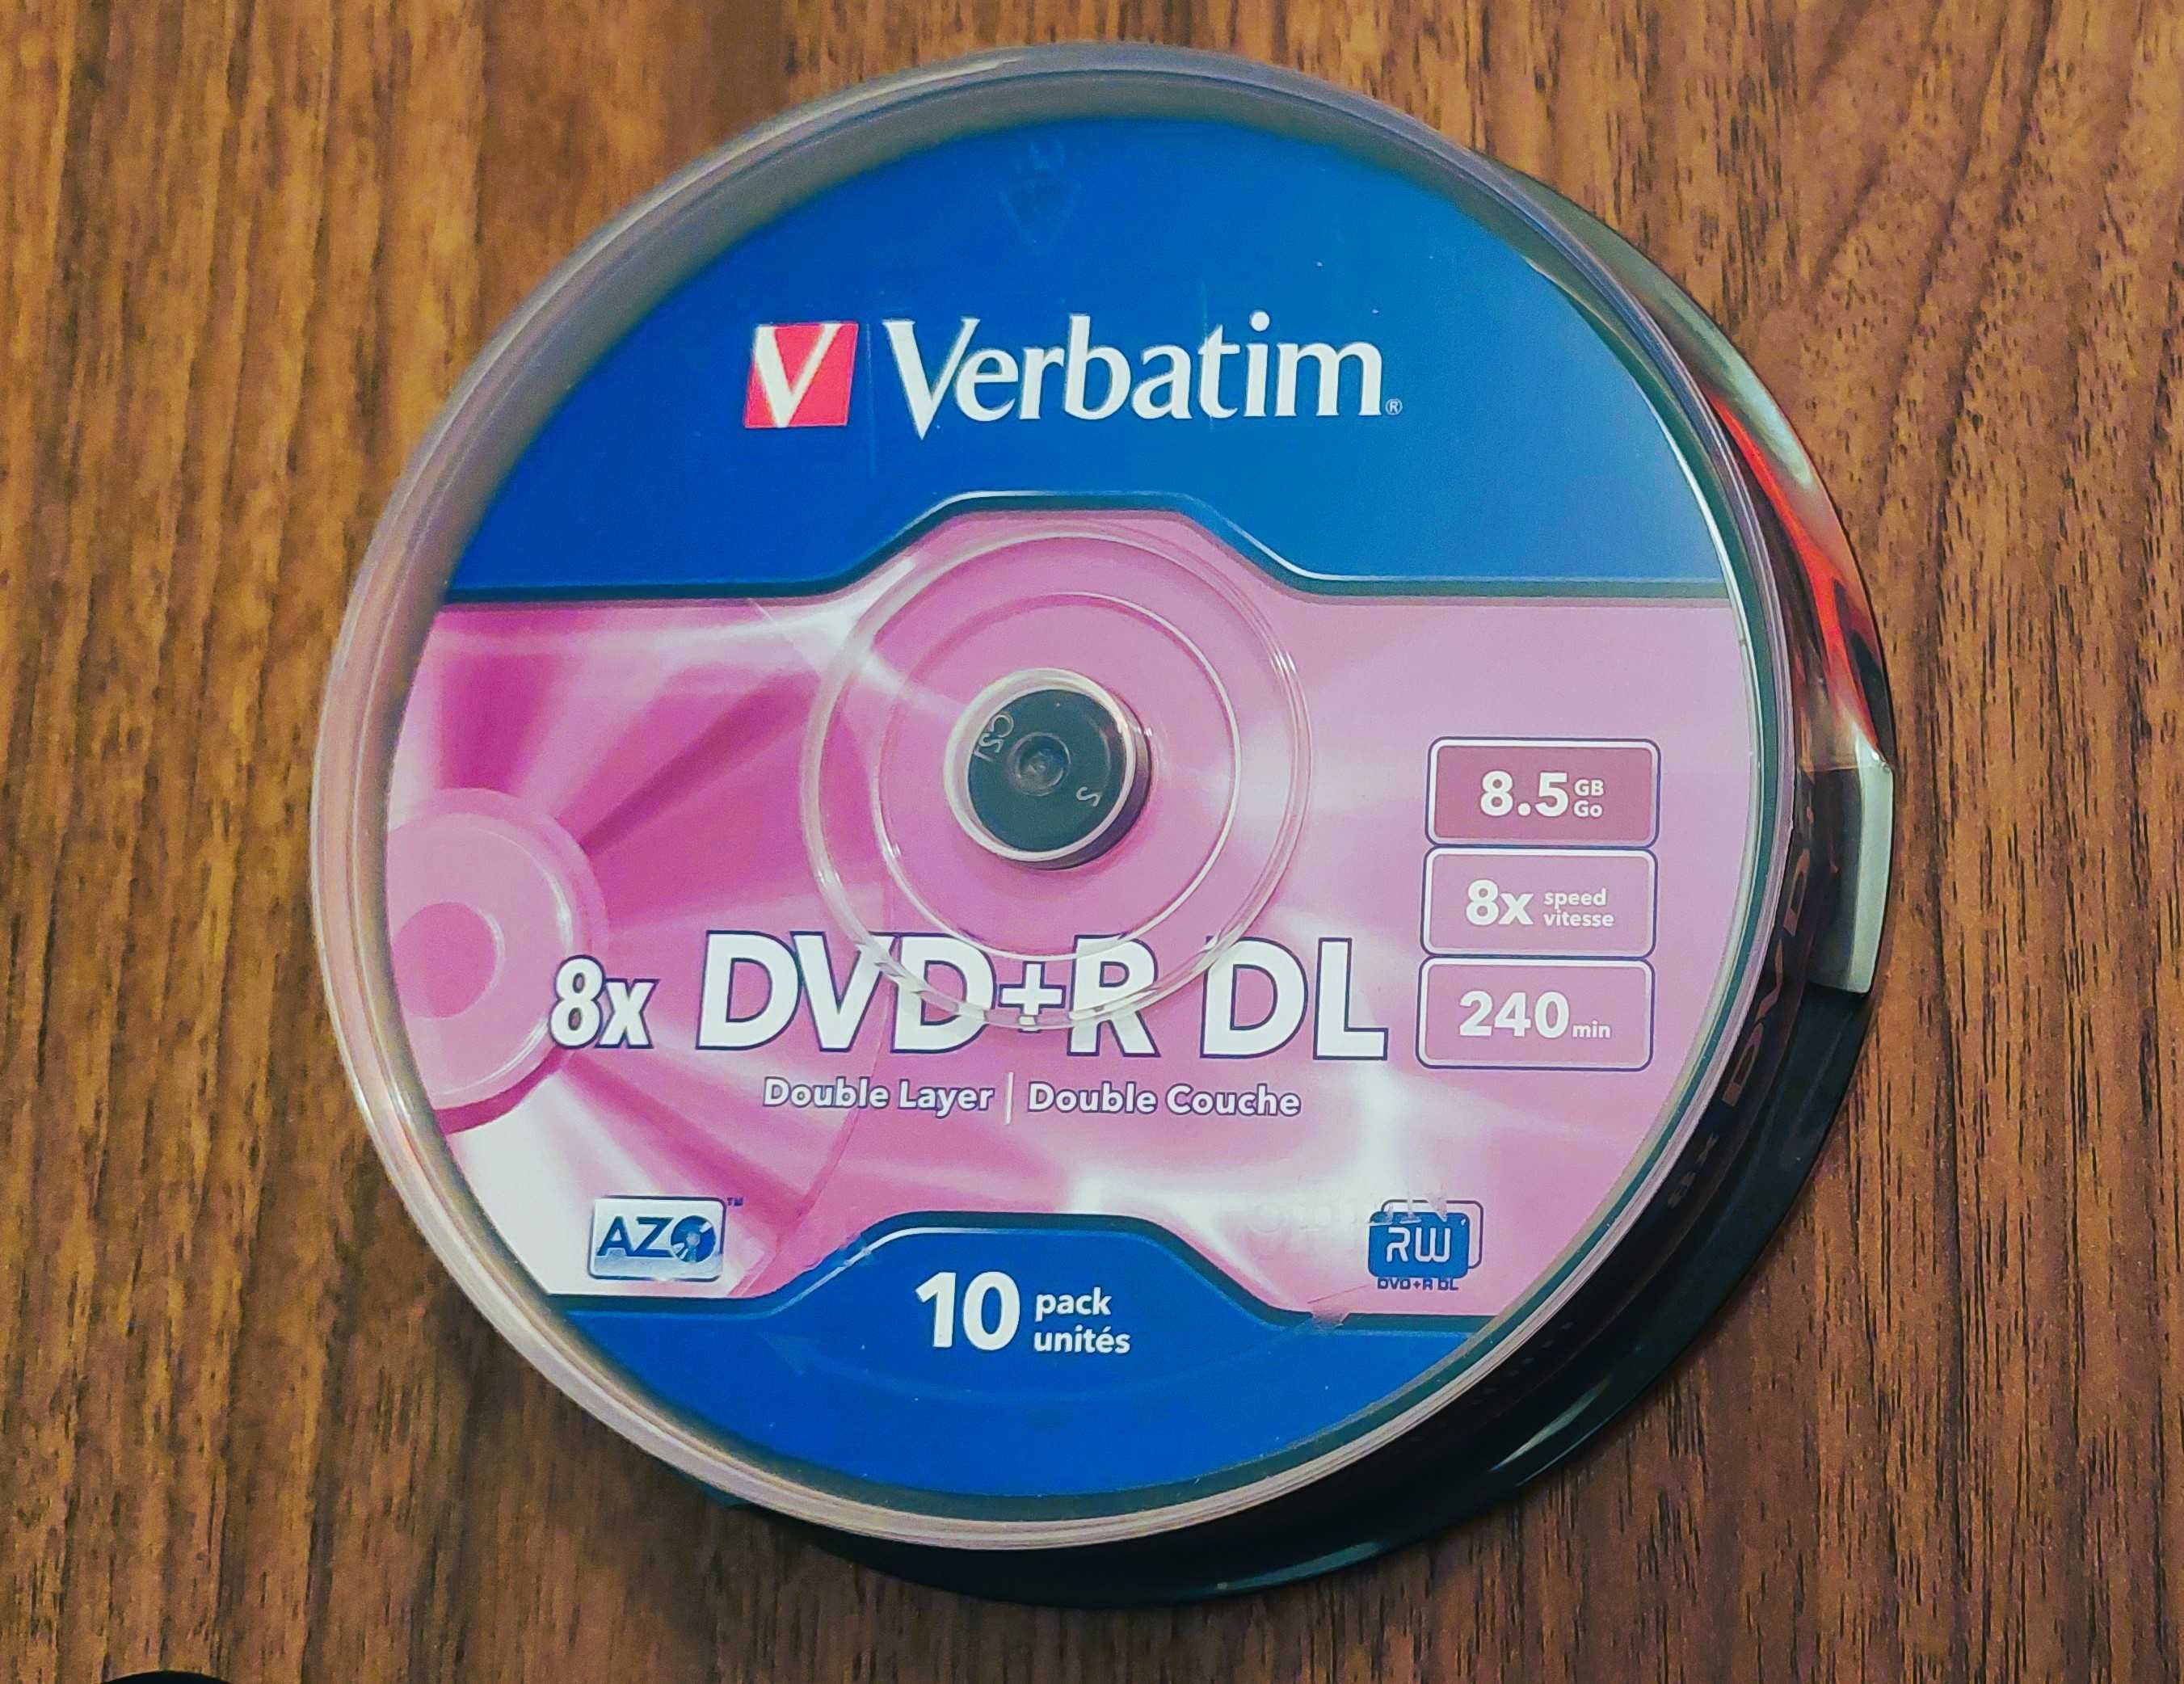 V Verbatim®
8.5 GB Go
8x speed vitesse
240 min
8x DVD+R DL
Double Layer | Double Couche
AZO™
RW
DVD+R DL
10 pack unités